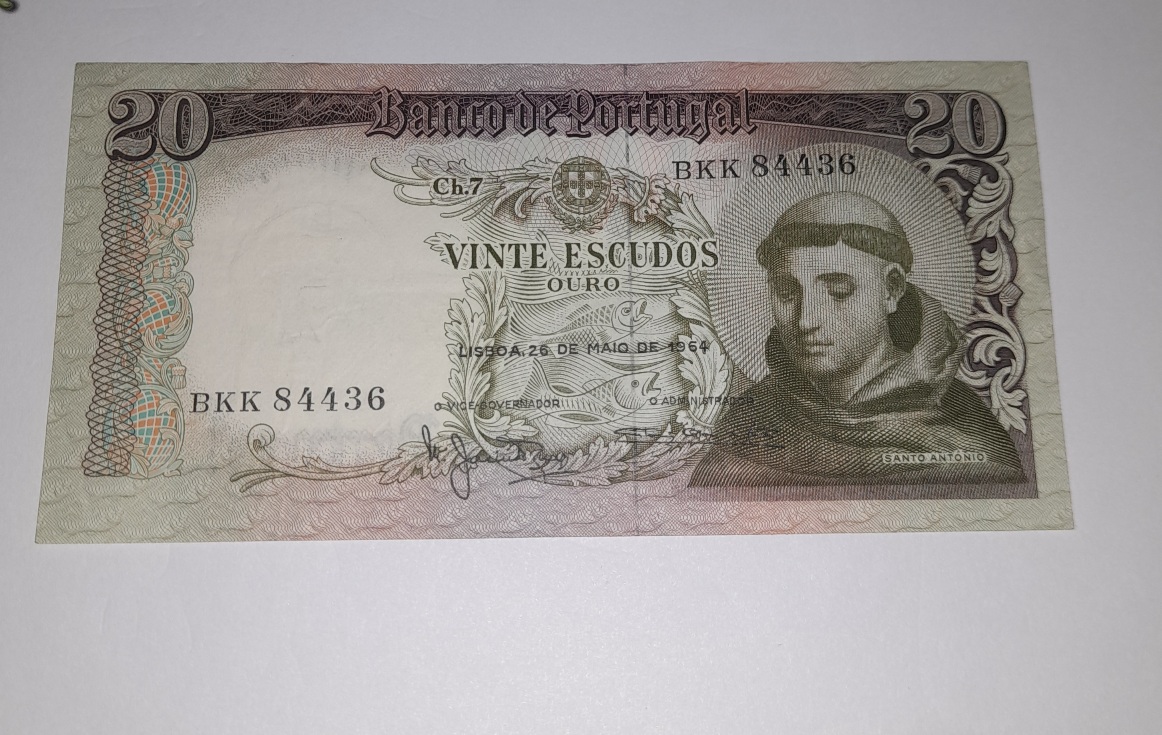 20 Banco de Portugal 20
BKK 84436
Ch.7
VINTE ESCUDOS
OURO
LISBOA, 26 DE MAIO DE 1964
BKK 84436
O VICE-GOVERNADOR O ADMINISTRADOR
SANTO ANTÓNIO